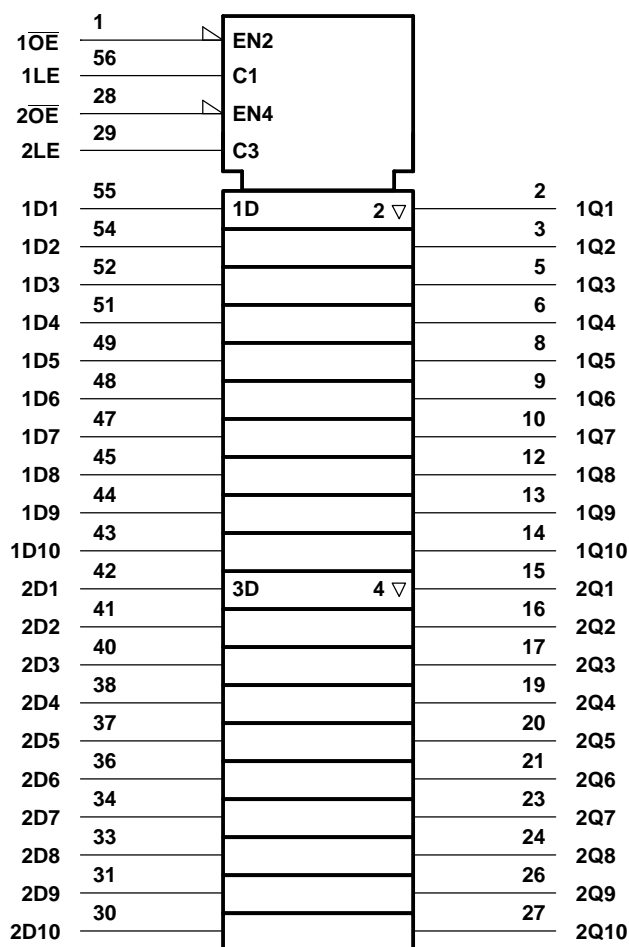 1 
1O̅E̅ EN2
56
1LE C1
28
2O̅E̅ EN4
29
2LE C3
55 2
1D1 1D 2 ▽ 1Q1
54 3
1D2 1Q2
52 5
1D3 1Q3
51 6
1D4 1Q4
49 8
1D5 1Q5
48 9
1D6 1Q6
47 10
1D7 1Q7
45 12
1D8 1Q8
44 13
1D9 1Q9
43 14
1D10 1Q10
42 15
2D1 3D 4 ▽ 2Q1
41 16
2D2 2Q2
40 17
2D3 2Q3
38 19
2D4 2Q4
37 20
2D5 2Q5
36 21
2D6 2Q6
34 23
2D7 2Q7
33 24
2D8 2Q8
31 26
2D9 2Q9
30 27
2D10 2Q10